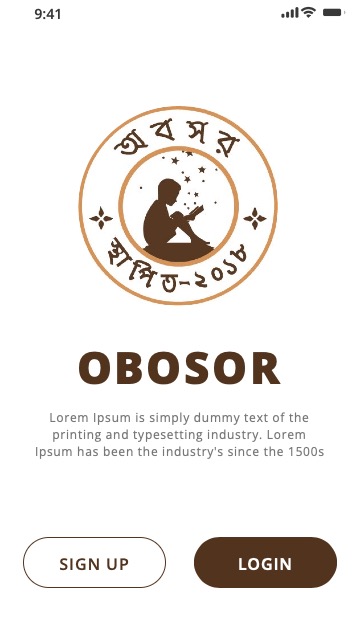 9:41
অবসর
স্থাপিত-২০১৮
OBOSOR
Lorem Ipsum is simply dummy text of the
printing and typesetting industry. Lorem
Ipsum has been the industry's since the 1500s
SIGN UP
LOGIN